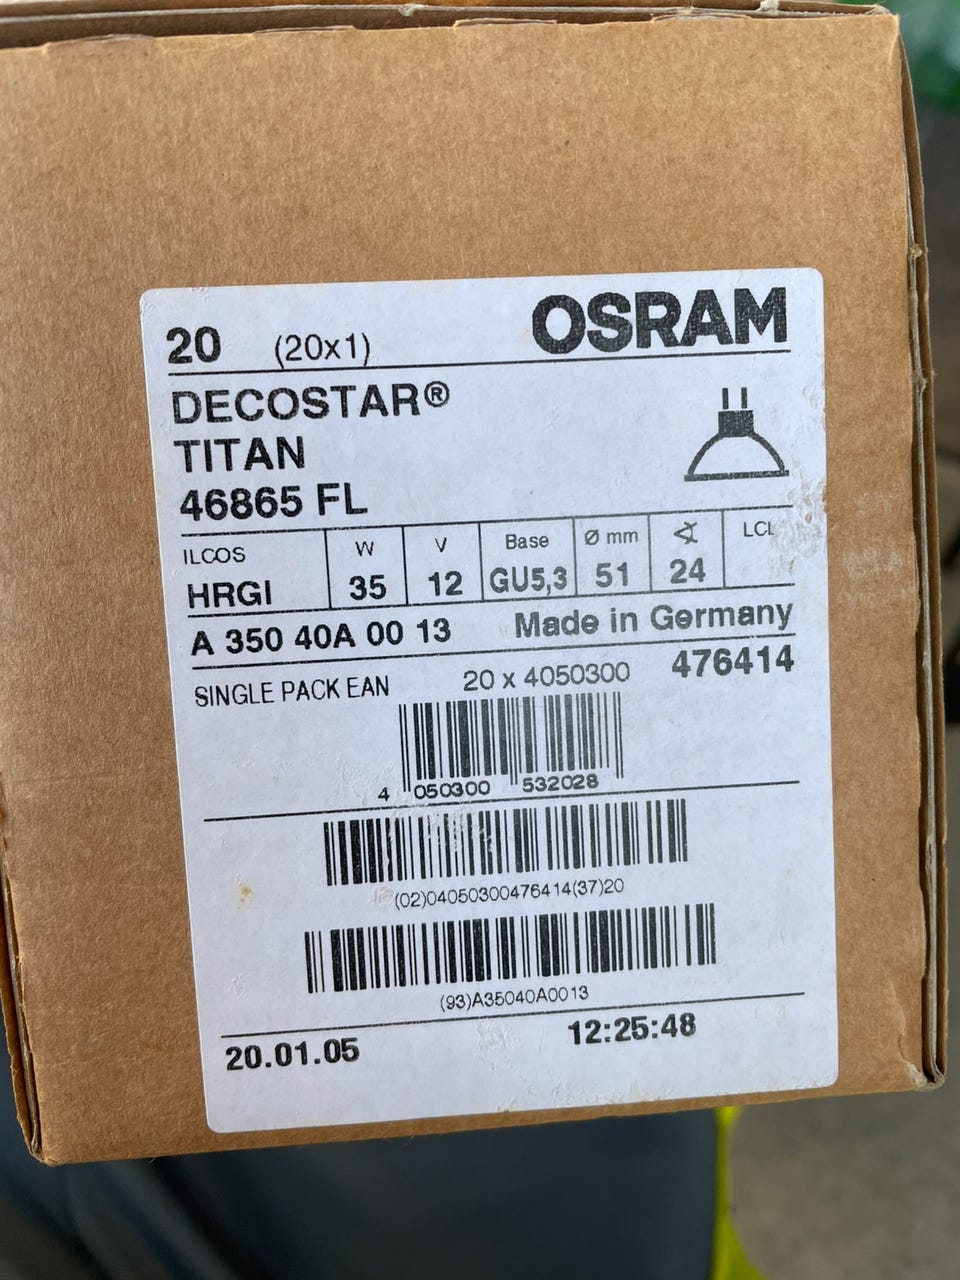 20 (20x1) OSRAM
DECOSTAR®
TITAN
46865 FL
ILCOS W V Base Ø mm ∢ LCL
HRGI 35 12 GU5,3 51 24
A 350 40A 00 13 Made in Germany
SINGLE PACK EAN 20 x 4050300 476414
4 050300 532028
(02)04050300476414(37)20
(93)A35040A0013
20.01.05 12:25:48